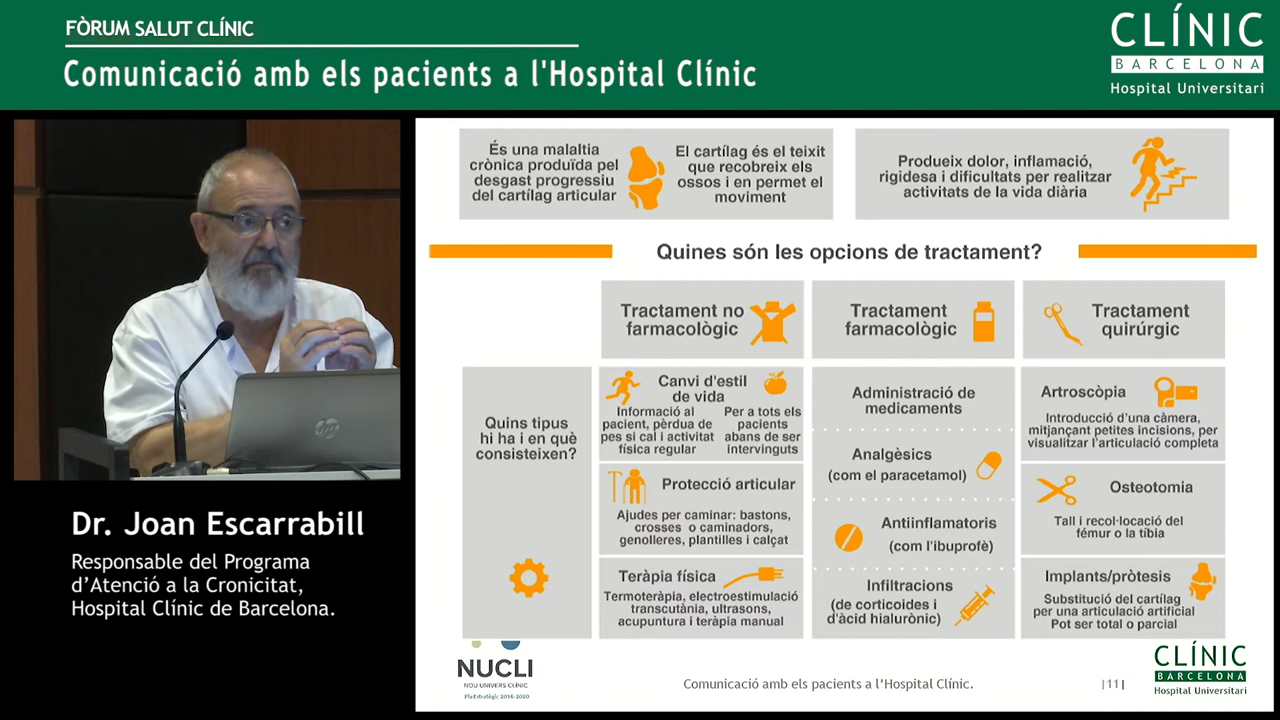 FÒRUM SALUT CLÍNIC
Comunicació amb els pacients a l'Hospital Clínic
CLÍNIC
BARCELONA
Hospital Universitari
És una malaltia
crònica produïda pel
desgast progressiu
del cartílag articular
El cartílag és el teixit
que recobreix els
ossos i en permet el
moviment
Produeix dolor, inflamació,
rigidesa i dificultats per realitzar
activitats de la vida diària
Quines són les opcions de tractament?
Tractament no
farmacològic
Tractament
farmacològic
Tractament
quirúrgic
Quins tipus
hi ha i en què
consisteixen?
Canvi d'estil
de vida
Informació al
pacient, pèrdua de
pes si cal i activitat
física regular
Per a tots els
pacients
abans de ser
intervinguts
Protecció articular
Ajudes per caminar: bastons,
crosses o caminadors,
genolleres, plantilles i calçat
Teràpia física
Termoteràpia, electroestimulació
transcutània, ultrasons,
acupuntura i teràpia manual
Administració de
medicaments
Analgèsics
(com el paracetamol)
Antiinflamatoris
(com l'ibuprofè)
Infiltracions
(de corticoides i
d'àcid hialurònic)
Artroscòpia
Introducció d'una càmera,
mitjançant petites incisions, per
visualitzar l'articulació completa
Osteotomia
Tall i recol·locació del
fémur o la tíbia
Implants/pròtesis
Substitució del cartílag
per una articulació artificial
Pot ser total o parcial
hp
Dr. Joan Escarrabill
Responsable del Programa
d'Atenció a la Cronicitat,
Hospital Clínic de Barcelona.
NUCLI
NOU UNIVERS CLÍNIC
Pla Estratègic 2016-2020
Comunicació amb els pacients a l'Hospital Clínic.
|11|
CLÍNIC
BARCELONA
Hospital Universitari